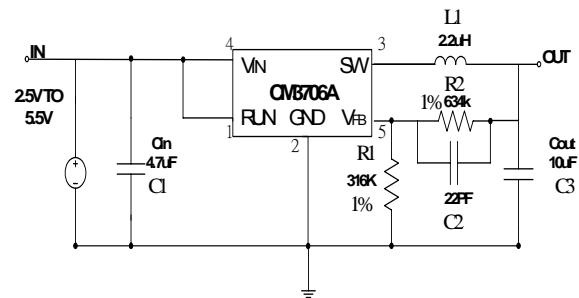 L1
2.2uH
IN
4
3
OUT
VIN
SW
R2
CM3706A
1%
634k
2.5V TO
5.5V
RUN
GND
VFB
1
2
5
Cin
4.7uF
C1
R1
316K
1%
22PF
C2
Cout
10uF
C3